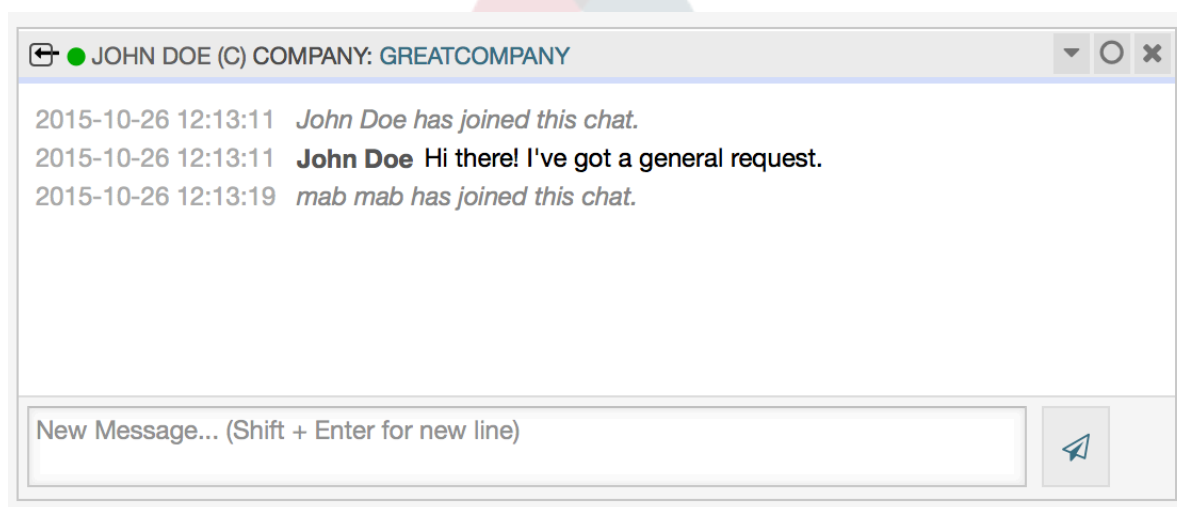 JOHN DOE (C) COMPANY: GREATCOMPANY
2015-10-26 12:13:11 John Doe has joined this chat.
2015-10-26 12:13:11 John Doe Hi there! I've got a general request.
2015-10-26 12:13:19 mab mab has joined this chat.
New Message... (Shift + Enter for new line)